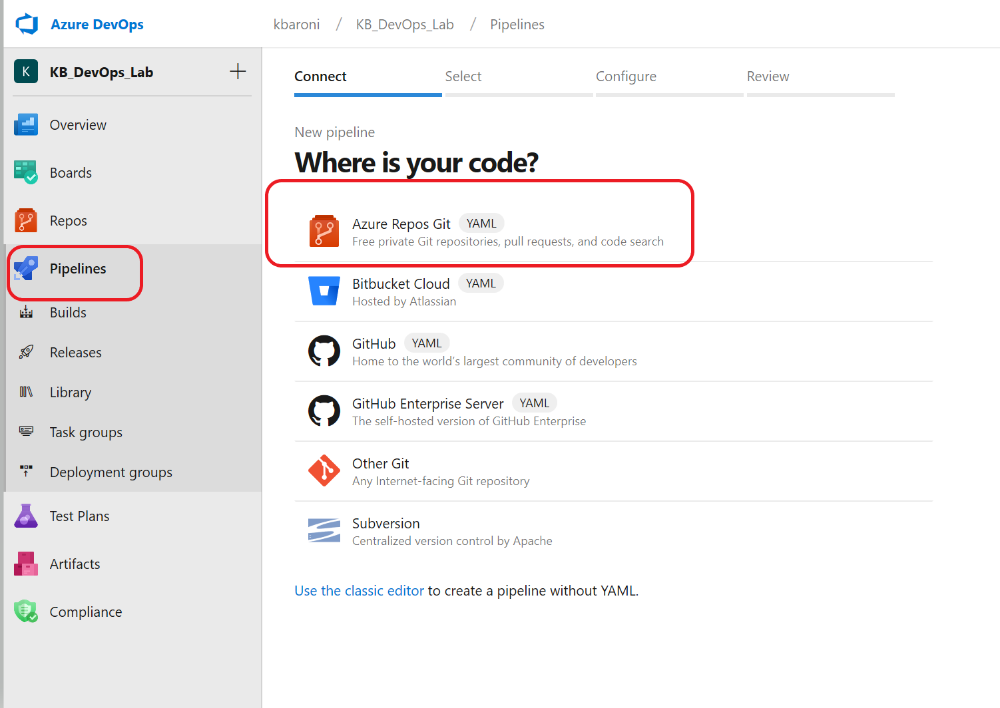 Azure DevOps
kbaroni / KB_DevOps_Lab / Pipelines
K KB_DevOps_Lab
Overview
Boards
Repos
Pipelines
Builds
Releases
Library
Task groups
Deployment groups
Test Plans
Artifacts
Compliance
Connect Select Configure Review
New pipeline
Where is your code?
Azure Repos Git YAML
Free private Git repositories, pull requests, and code search
Bitbucket Cloud YAML
Hosted by Atlassian
GitHub YAML
Home to the world’s largest community of developers
GitHub Enterprise Server YAML
The self-hosted version of GitHub Enterprise
Other Git
Any Internet-facing Git repository
Subversion
Centralized version control by Apache
Use the classic editor to create a pipeline without YAML.